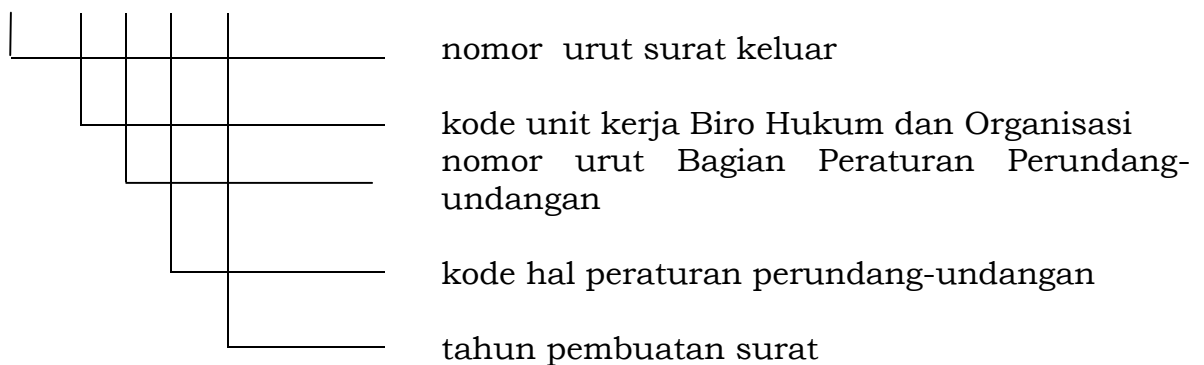 nomor urut surat keluar
kode unit kerja Biro Hukum dan Organisasi
nomor urut Bagian Peraturan Perundang-
undangan
kode hal peraturan perundang-undangan
tahun pembuatan surat